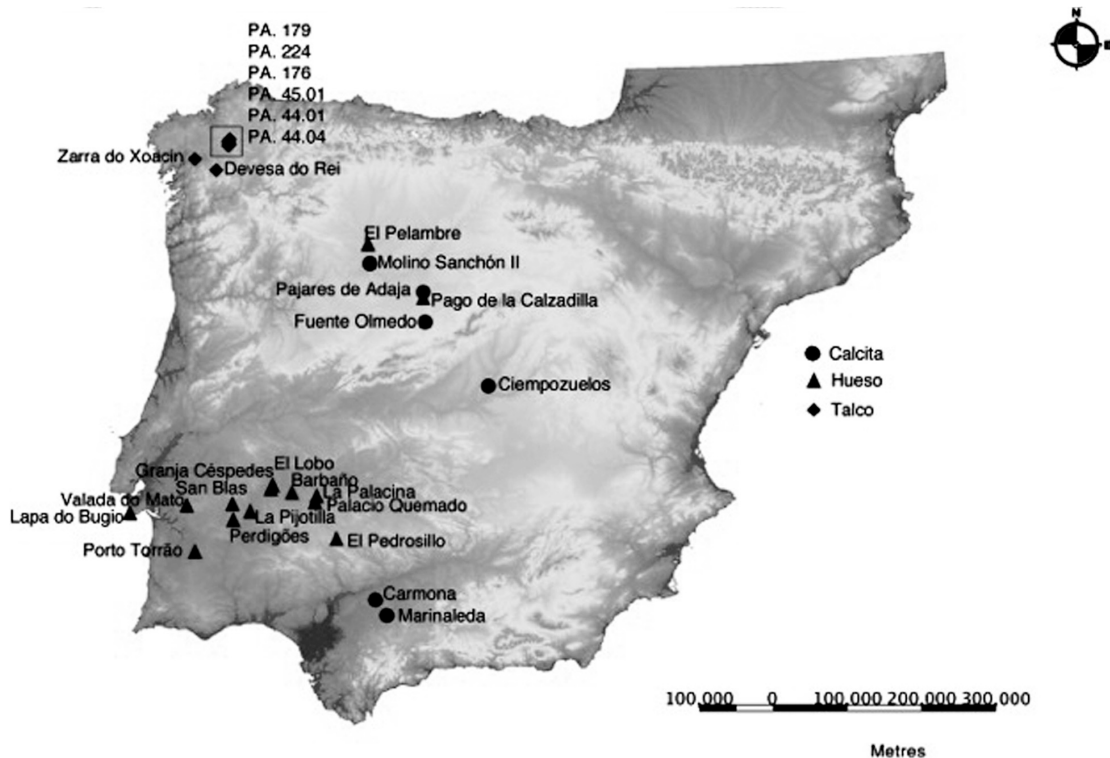 N
E
PA. 179
PA. 224
PA. 176
PA. 45.01
PA. 44.01
PA. 44.04
Zarra do Xoacin
Devesa do Rei
El Pelambre
Molino Sanchón II
Pajares de Adaja
Pago de la Calzadilla
Fuente Olmedo
Ciempozuelos
Calcita
Hueso
Talco
El Lobo
Granja Céspedes
Barbaño
San Blas
La Palacina
Valada do Mato
Palacio Quemado
Lapa do Bugio
La Pijotilla
Perdigões
El Pedrosillo
Porto Torrão
Carmona
Marinaleda
100,000 0 100,000 200,000 300,000
Metres